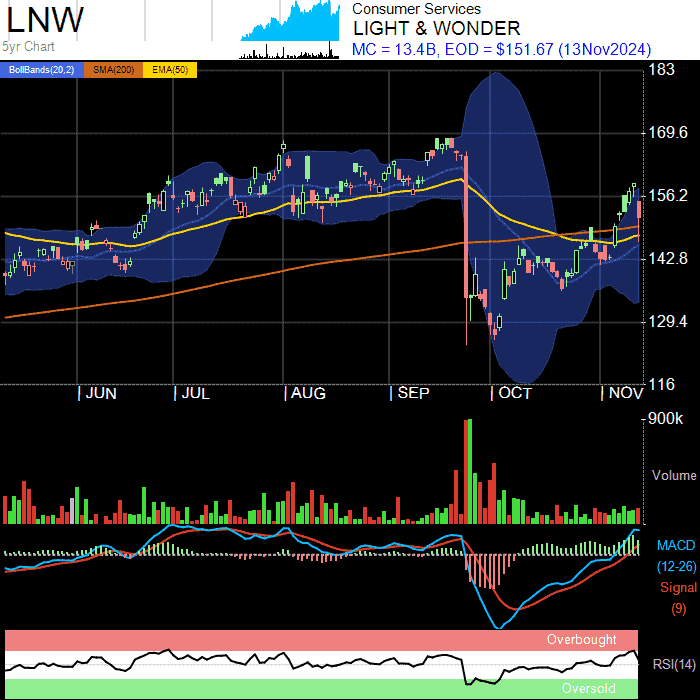 LNW
5yr Chart
Consumer Services
LIGHT & WONDER
MC = 13.4B, EOD = $151.67 (13Nov2024)
BollBands(20,2) SMA(200) EMA(50)
183
169.6
156.2
142.8
129.4
116
JUN JUL AUG SEP OCT NOV
900k
Volume
MACD
(12-26)
Signal
(9)
Overbought
RSI(14)
Oversold